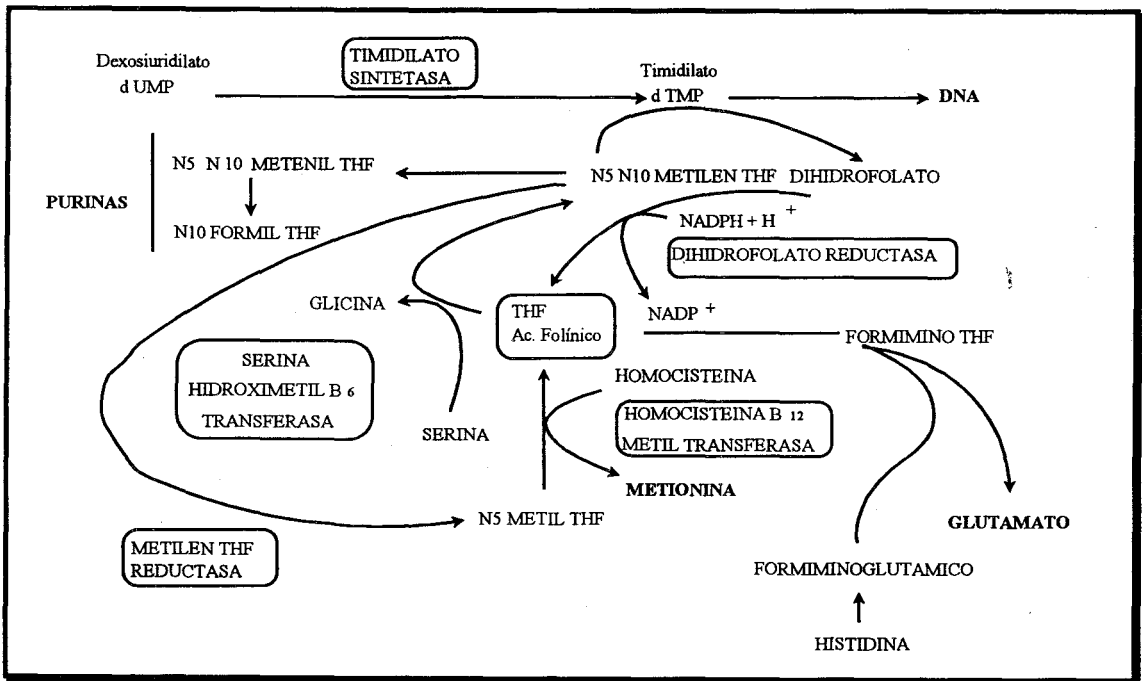 TIMIDILATO
SINTETASA
Dexosiuridilato
d UMP
Timidilato
d TMP
DNA
N5 N 10 METENIL THF
N5 N10 METILEN THF
DIHIDROFOLATO
PURINAS
NADPH + H +
N10 FORMIL THF
DIHIDROFOLATO REDUCTASA
GLICINA
THF
Ac. Folínico
NADP +
FORMIMINO THF
SERINA
HIDROXIMETIL B 6
TRANSFERASA
HOMOCISTEINA
HOMOCISTEINA B 12
METIL TRANSFERASA
SERINA
METIONINA
N5 METIL THF
GLUTAMATO
METILEN THF
REDUCTASA
FORMIMINOGLUTAMICO
HISTIDINA